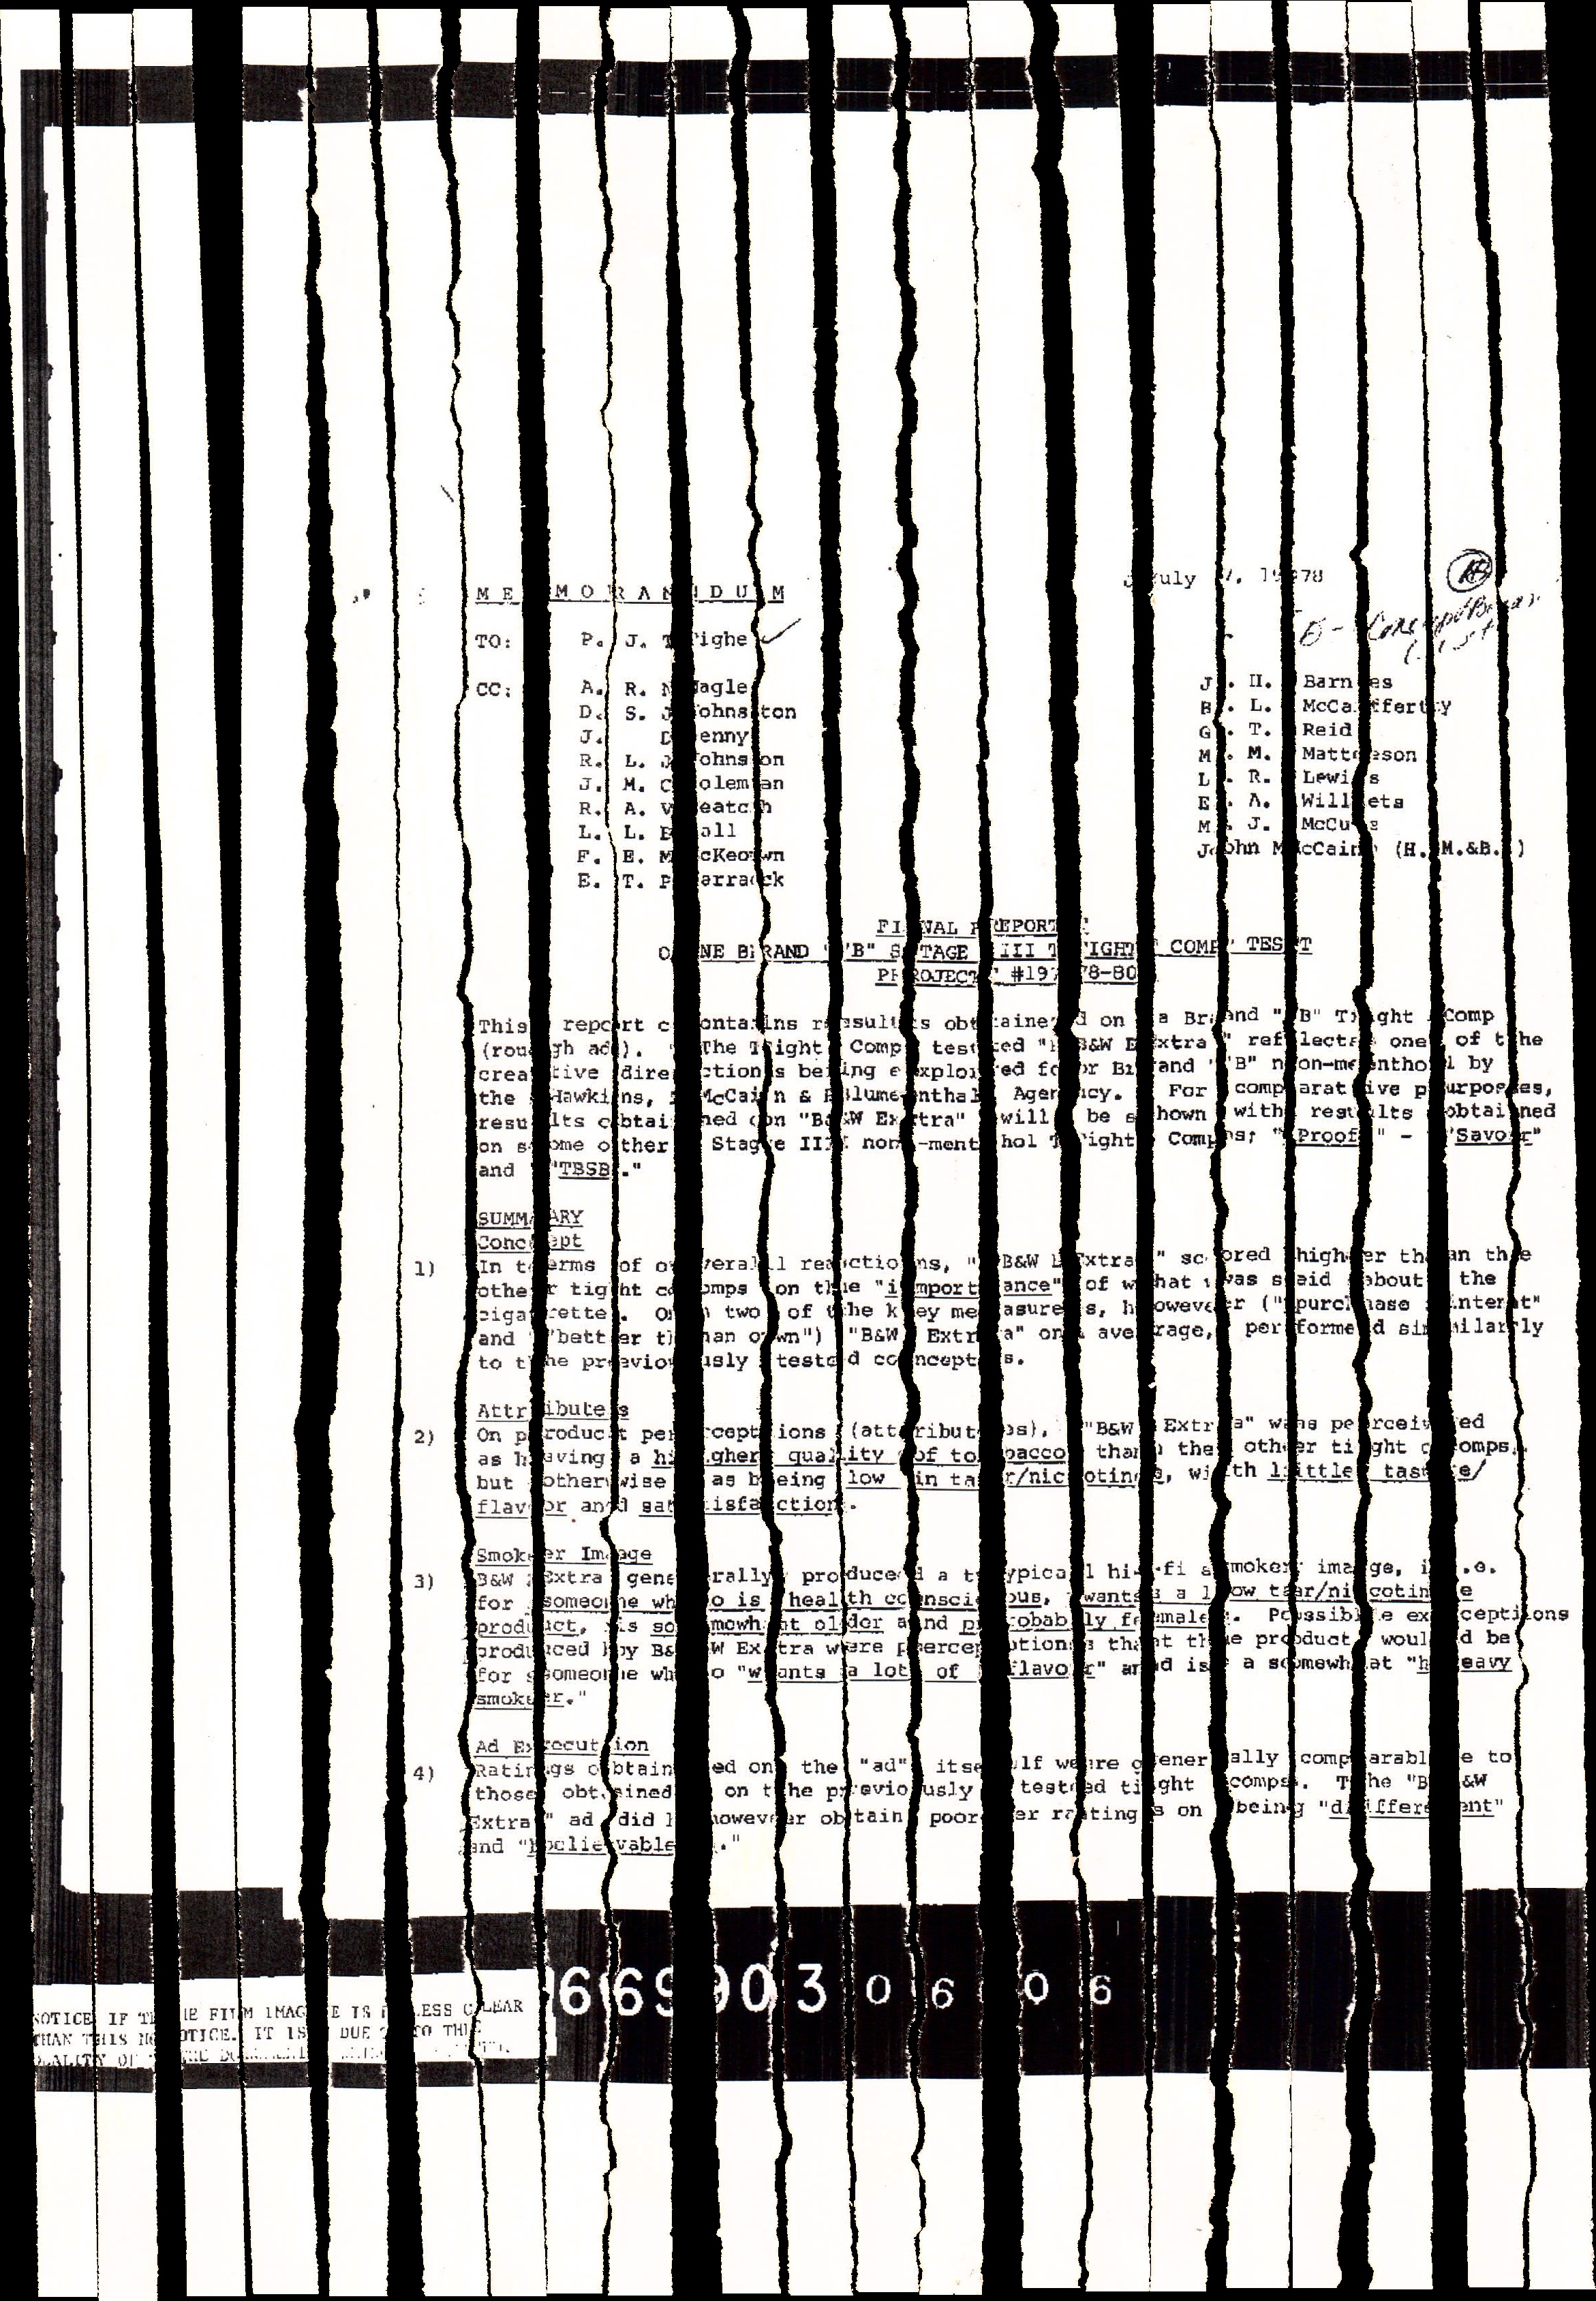 July 7, 1978
MEMORANDUM
TO: P. J. Tighe
CC: A. R. Nagle J. H. Barnes
D. S. Johnston B. L. McCafferty
J. Denny G. T. Reid
R. L. Johnson M. M. Matteson
J. M. Coleman L. R. Lewis
R. A. Veatch E. A. Willets
L. L. Ball M. J. McCue
F. E. McKeown John McCain (H.M.&B.)
E. T. Parrack
FINAL REPORT
ONE BRAND "B" STAGE III TIGHT COMP TEST
PROJECT #1978-80
This report contains results obtained on a Brand "B" Tight Comp
(rough ad). The Tight Comp tested "B&W Extra" reflects one of the
creative directions being explored for Brand "B" non-menthol by
the Hawkins, McCain & Blumenthal Agency. For comparative purposes,
results obtained on "B&W Extra" will be shown with results obtained
on some other Stage III non-menthol Tight Comps; "Proof" - "Savor"
and "TBSB."
SUMMARY
Concept
1) In terms of overall reactions, "B&W Extra" scored higher than the
other tight comps on the "importance" of what was said about the
cigarette. On two of the key measures, however ("purchase interest"
and "better than own") "B&W Extra" on average, performed similarly
to the previously tested concepts.
Attributes
2) On product perceptions (attributes), "B&W Extra" was perceived
as having a higher quality of tobacco than the other tight comps,
but otherwise as being low in tar/nicotine, with little taste/
flavor and satisfaction.
Smoker Image
3) B&W Extra generally produced a typical hi-fi smoker image, i.e.
for someone who is health conscious, wants a low tar/nicotine
product, is somewhat older and probably female. Possible exceptions
produced by B&W Extra were perceptions that the product would be
for someone who "wants a lot of flavor" and is a somewhat "heavy
smoker."
Ad Execution
4) Ratings obtained on the "ad" itself were generally comparable to
those obtained on the previously tested tight comps. The "B&W
Extra" ad did however obtain poorer ratings on being "different"
and "believable."
669903 06 06
NOTICE IF THE FILM IMAGE IS LESS CLEAR
THAN THIS NOTICE. IT IS DUE TO THE
QUALITY OF THE